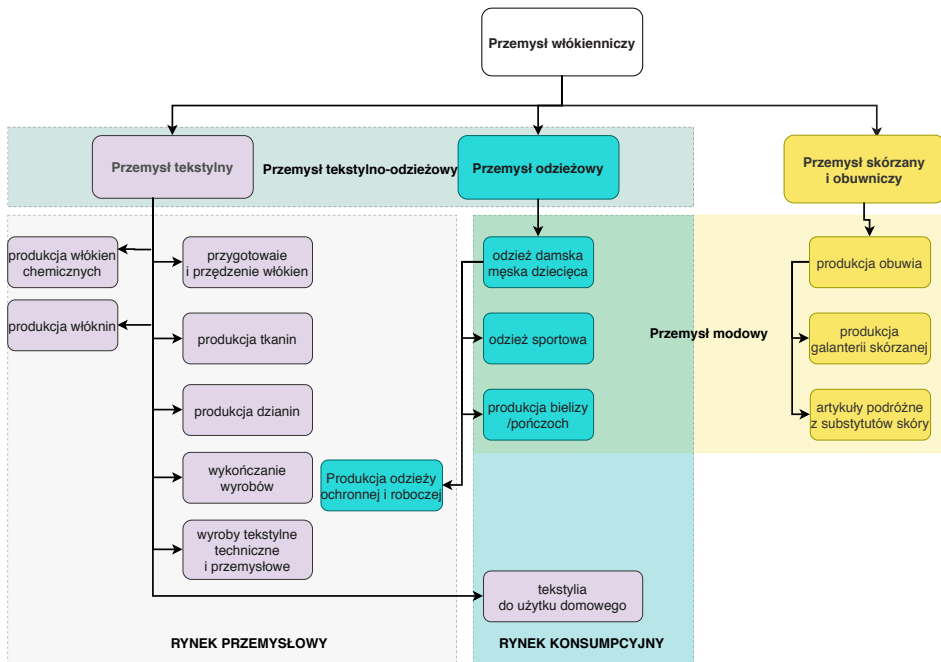 Przemysł włókienniczy
Przemysł tekstylny
Przemysł tekstylno-odzieżowy
Przemysł odzieżowy
Przemysł skórzany
i obuwniczy
produkcja włókien
chemicznych
przygotowaie
i przędzenie włókien
odzież damska
męska dziecięca
produkcja obuwia
produkcja włóknin
produkcja tkanin
odzież sportowa
Przemysł modowy
produkcja
galanterii skórzanej
produkcja dzianin
produkcja bielizy
/pończoch
artykuły podróżne
z substytutów skóry
wykończanie
wyrobów
Produkcja odzieży
ochronnej i roboczej
wyroby tekstylne
techniczne
i przemysłowe
tekstylia
do użytku domowego
RYNEK PRZEMYSŁOWY
RYNEK KONSUMPCYJNY